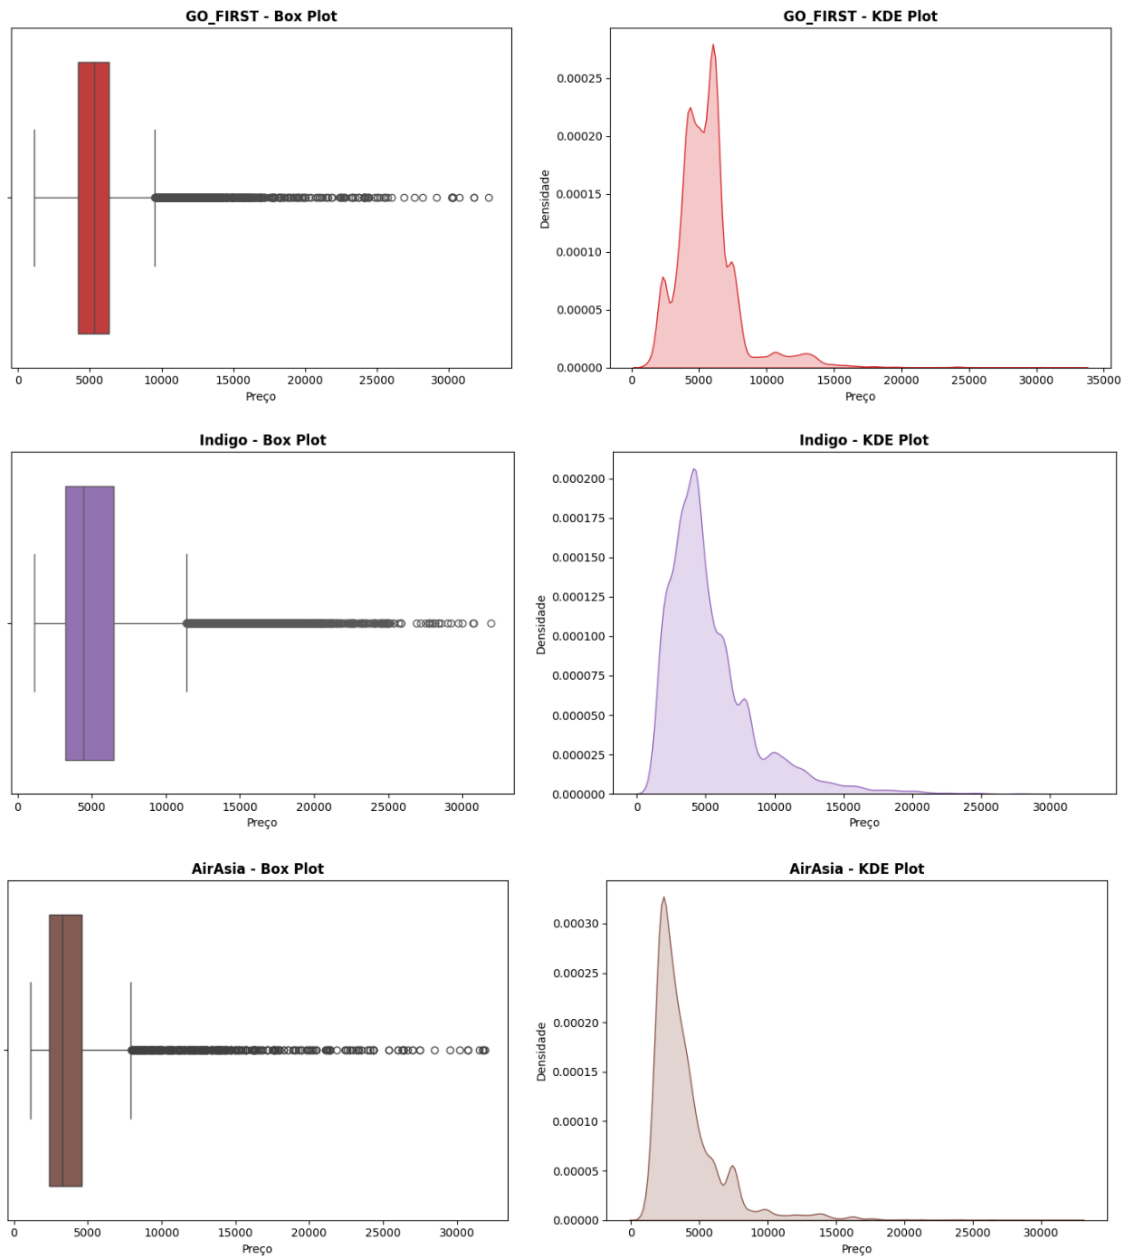 GO_FIRST - Box Plot
0 5000 10000 15000 20000 25000 30000
Preço
GO_FIRST - KDE Plot
Densidade
0.00025
0.00020
0.00015
0.00010
0.00005
0.00000
0 5000 10000 15000 20000 25000 30000 35000
Preço
Indigo - Box Plot
0 5000 10000 15000 20000 25000 30000
Preço
Indigo - KDE Plot
Densidade
0.000200
0.000175
0.000150
0.000125
0.000100
0.000075
0.000050
0.000025
0.000000
0 5000 10000 15000 20000 25000 30000
Preço
AirAsia - Box Plot
0 5000 10000 15000 20000 25000 30000
Preço
AirAsia - KDE Plot
Densidade
0.00030
0.00025
0.00020
0.00015
0.00010
0.00005
0.00000
0 5000 10000 15000 20000 25000 30000
Preço